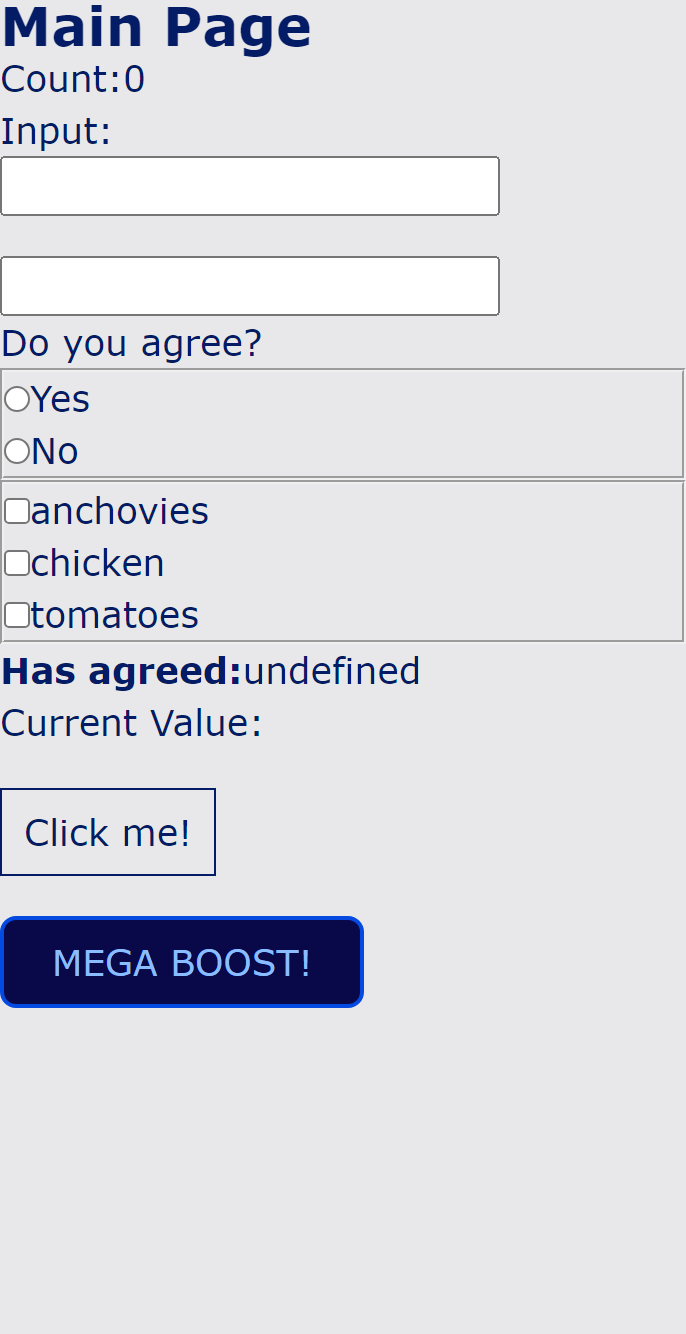 Main Page
Count:0
Input:
Do you agree?
Yes
No
anchovies
chicken
tomatoes
Has agreed:undefined
Current Value:
Click me!
MEGA BOOST!